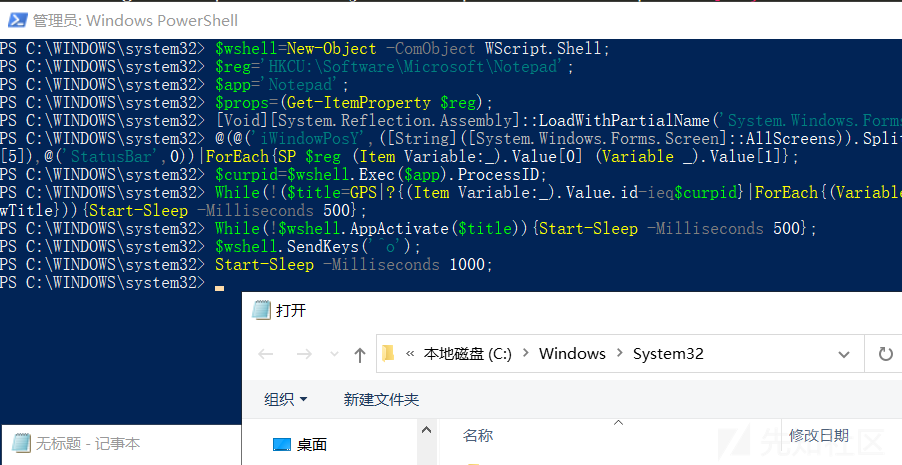 管理员: Windows PowerShell
PS C:\WINDOWS\system32> $wshell=New-Object -ComObject WScript.Shell;
PS C:\WINDOWS\system32> $reg='HKCU:\Software\Microsoft\Notepad';
PS C:\WINDOWS\system32> $app='Notepad';
PS C:\WINDOWS\system32> $props=(Get-ItemProperty $reg);
PS C:\WINDOWS\system32> [Void][System.Reflection.Assembly]::LoadWithPartialName('System.Windows.Forms
PS C:\WINDOWS\system32> @(@('iWindowPosY',([String]([System.Windows.Forms.Screen]::AllScreens)).Split
[5]),@('StatusBar',0))|ForEach{SP $reg (Item Variable:_).Value[0] (Variable _).Value[1]};
PS C:\WINDOWS\system32> $curpid=$wshell.Exec($app).ProcessID;
PS C:\WINDOWS\system32> While(!($title=GPS|?{(Item Variable:_).Value.id-ieq$curpid}|ForEach{(Variable
wTitle})){Start-Sleep -Milliseconds 500};
PS C:\WINDOWS\system32> While(!$wshell.AppActivate($title)){Start-Sleep -Milliseconds 500};
PS C:\WINDOWS\system32> $wshell.SendKeys('^o');
PS C:\WINDOWS\system32> Start-Sleep -Milliseconds 1000;
PS C:\WINDOWS\system32>
打开
« 本地磁盘 (C:) > Windows > System32
组织 新建文件夹
无标题 - 记事本
桌面
名称
修改日期
先知社区